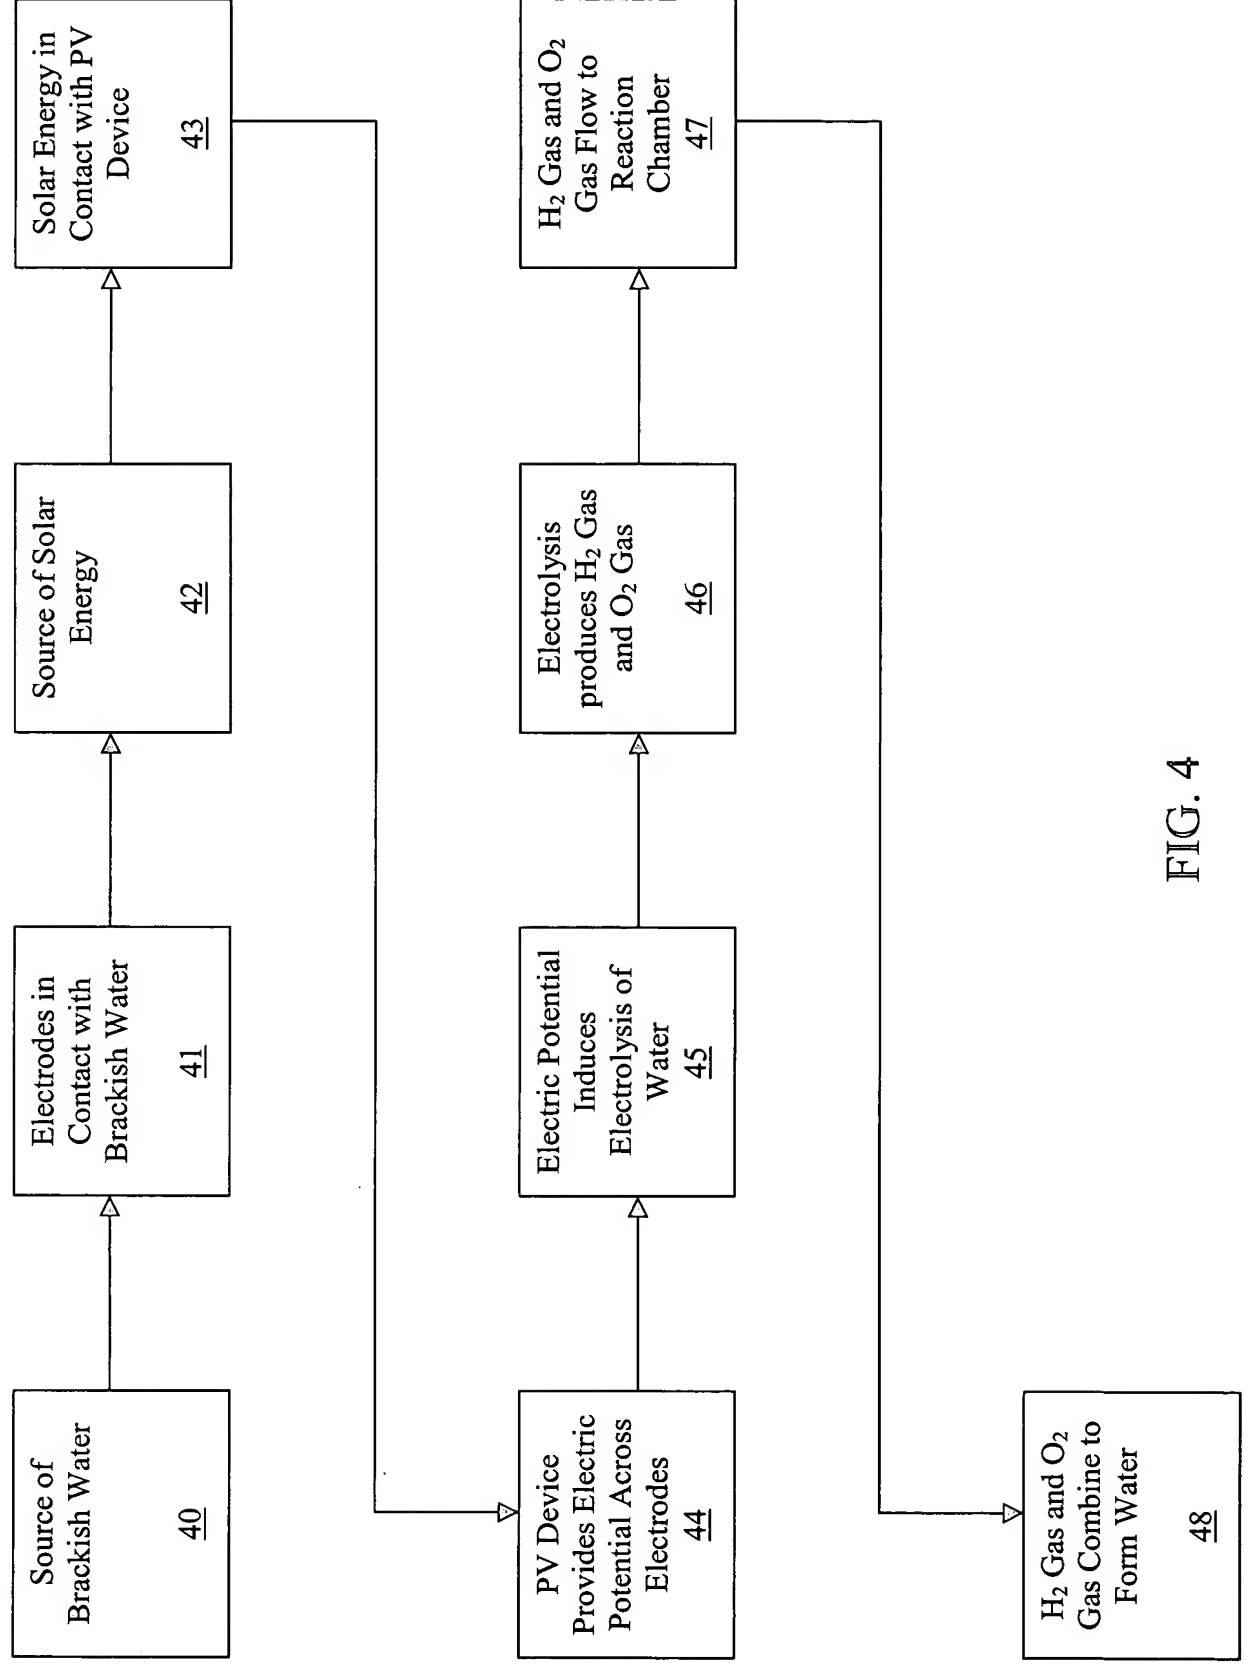 Source of
Brackish Water
40
Electrodes in
Contact with
Brackish Water
41
Source of Solar
Energy
42
Solar Energy in
Contact with PV
Device
43
PV Device
Provides Electric
Potential Across
Electrodes
44
Electric Potential
Induces
Electrolysis of
Water
45
Electrolysis
produces H₂ Gas
and O₂ Gas
46
H₂ Gas and O₂
Gas Flow to
Reaction
Chamber
47
H₂ Gas and O₂
Gas Combine to
Form Water
48
FIG. 4